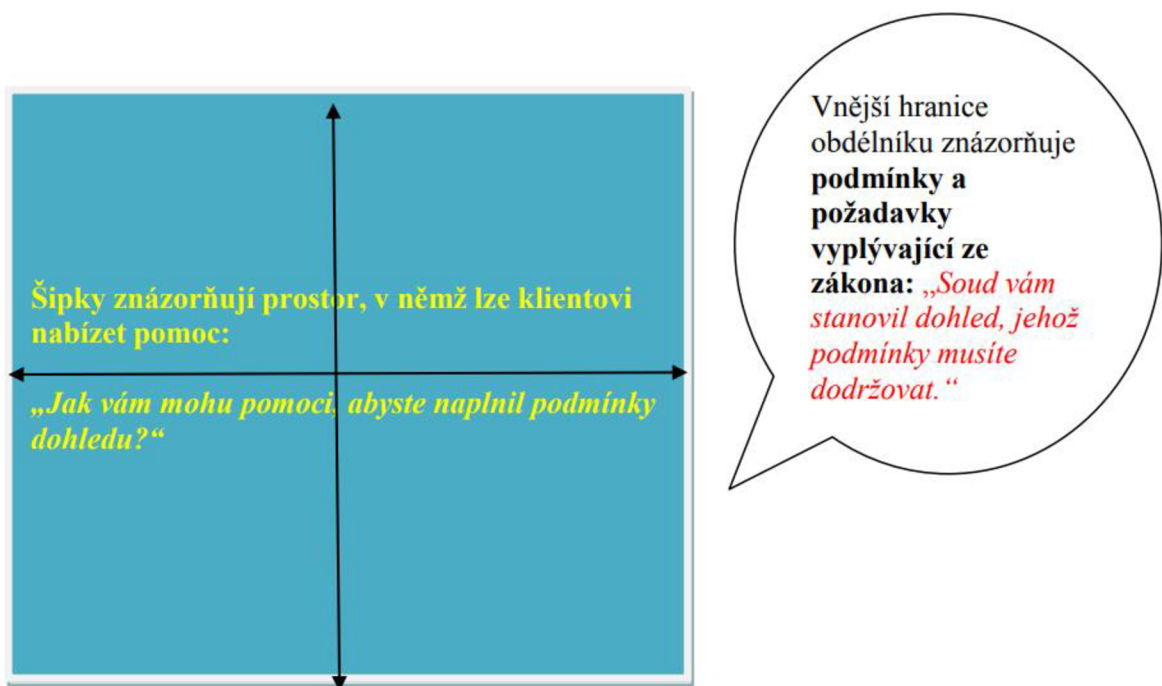 Šipky znázorňují prostor, v němž lze klientovi
nabízet pomoc:
„Jak vám mohu pomoci, abyste naplnil podmínky
dohledu?“
Vnější hranice
obdélníku znázorňuje
podmínky a
požadavky
vyplývající ze
zákona: „Soud vám
stanovil dohled, jehož
podmínky musíte
dodržovat.“